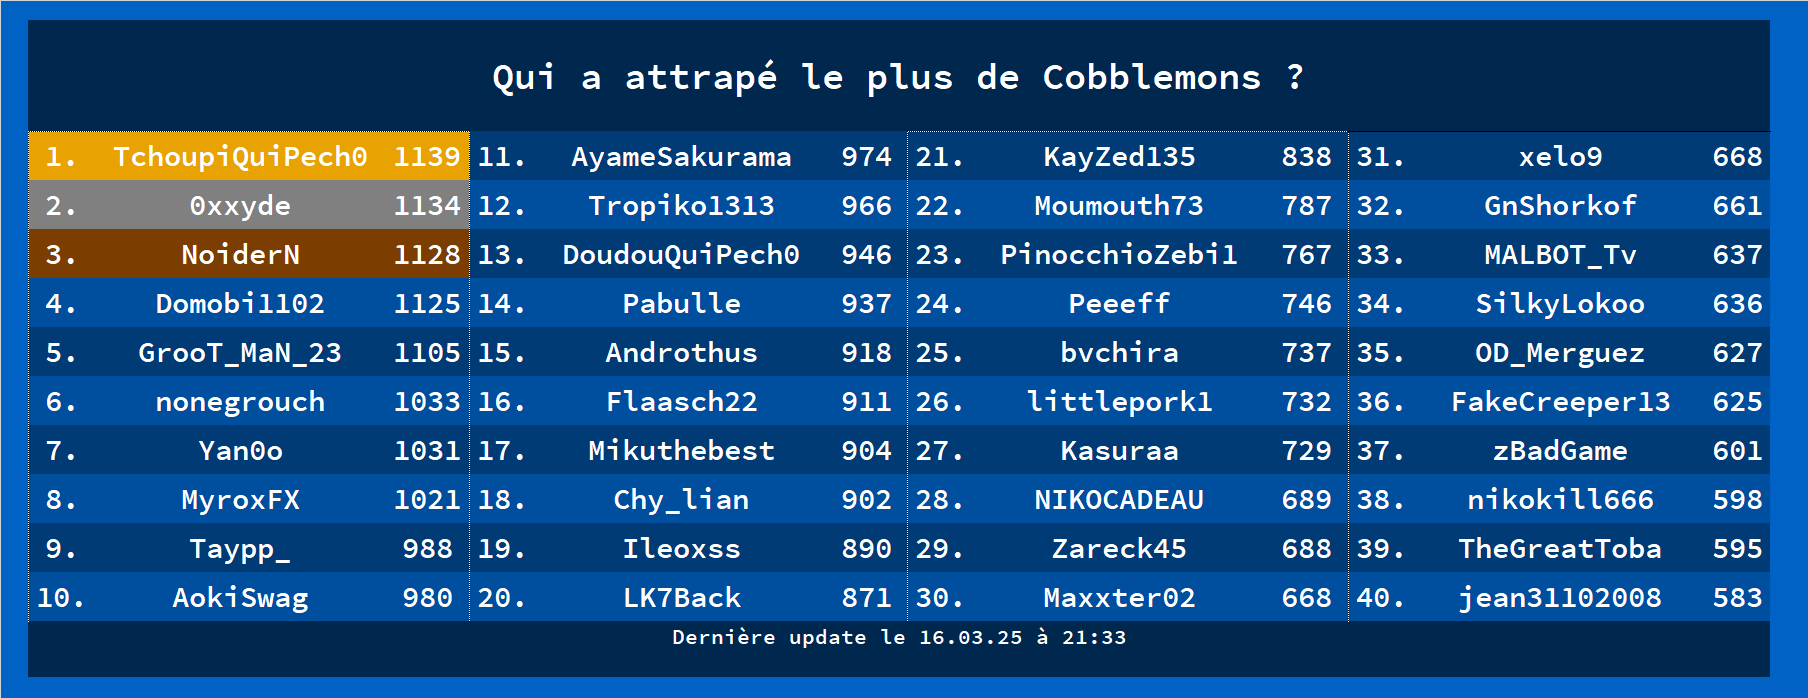 Qui a attrapé le plus de Cobblemons ?
1. TchoupiQuiPech0 1139 11. AyameSakurama 974 21. KayZed135 838 31. xelo9 668
2. 0xxyde 1134 12. Tropiko1313 966 22. Moumouth73 787 32. GnShorkof 661
3. NoiderN 1128 13. DoudouQuiPech0 946 23. PinocchioZebi1 767 33. MALBOT_Tv 637
4. Domobi1102 1125 14. Pabulle 937 24. Peeeff 746 34. SilkyLokoo 636
5. GrooT_MaN_23 1105 15. Androthus 918 25. bvchira 737 35. OD_Merguez 627
6. nonegrouch 1033 16. Flaasch22 911 26. littlepork1 732 36. FakeCreeper13 625
7. Yan0o 1031 17. Mikuthebest 904 27. Kasuraa 729 37. zBadGame 601
8. MyroxFX 1021 18. Chy_lian 902 28. NIKOCADEAU 689 38. nikokill666 598
9. Taypp_ 988 19. Ileoxss 890 29. Zareck45 688 39. TheGreatToba 595
10. AokiSwag 980 20. LK7Back 871 30. Maxxter02 668 40. jean31102008 583
Dernière update le 16.03.25 à 21:33